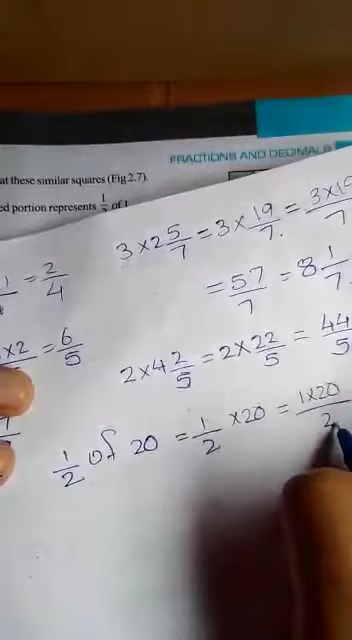 FRACTIONS AND DECIMALS
at these similar squares (Fig 2.7).
ed portion represents 1/2 of 1
3 × 2 5/7 = 3 × 19/7 = 3 × 19/7
= 2/4
= 57/7 = 8 1/7
× 2 = 6/5
2 × 4 2/5 = 2 × 22/5 = 44/5
1/2 of 20 = 1/2 × 20 = 1 × 20/2